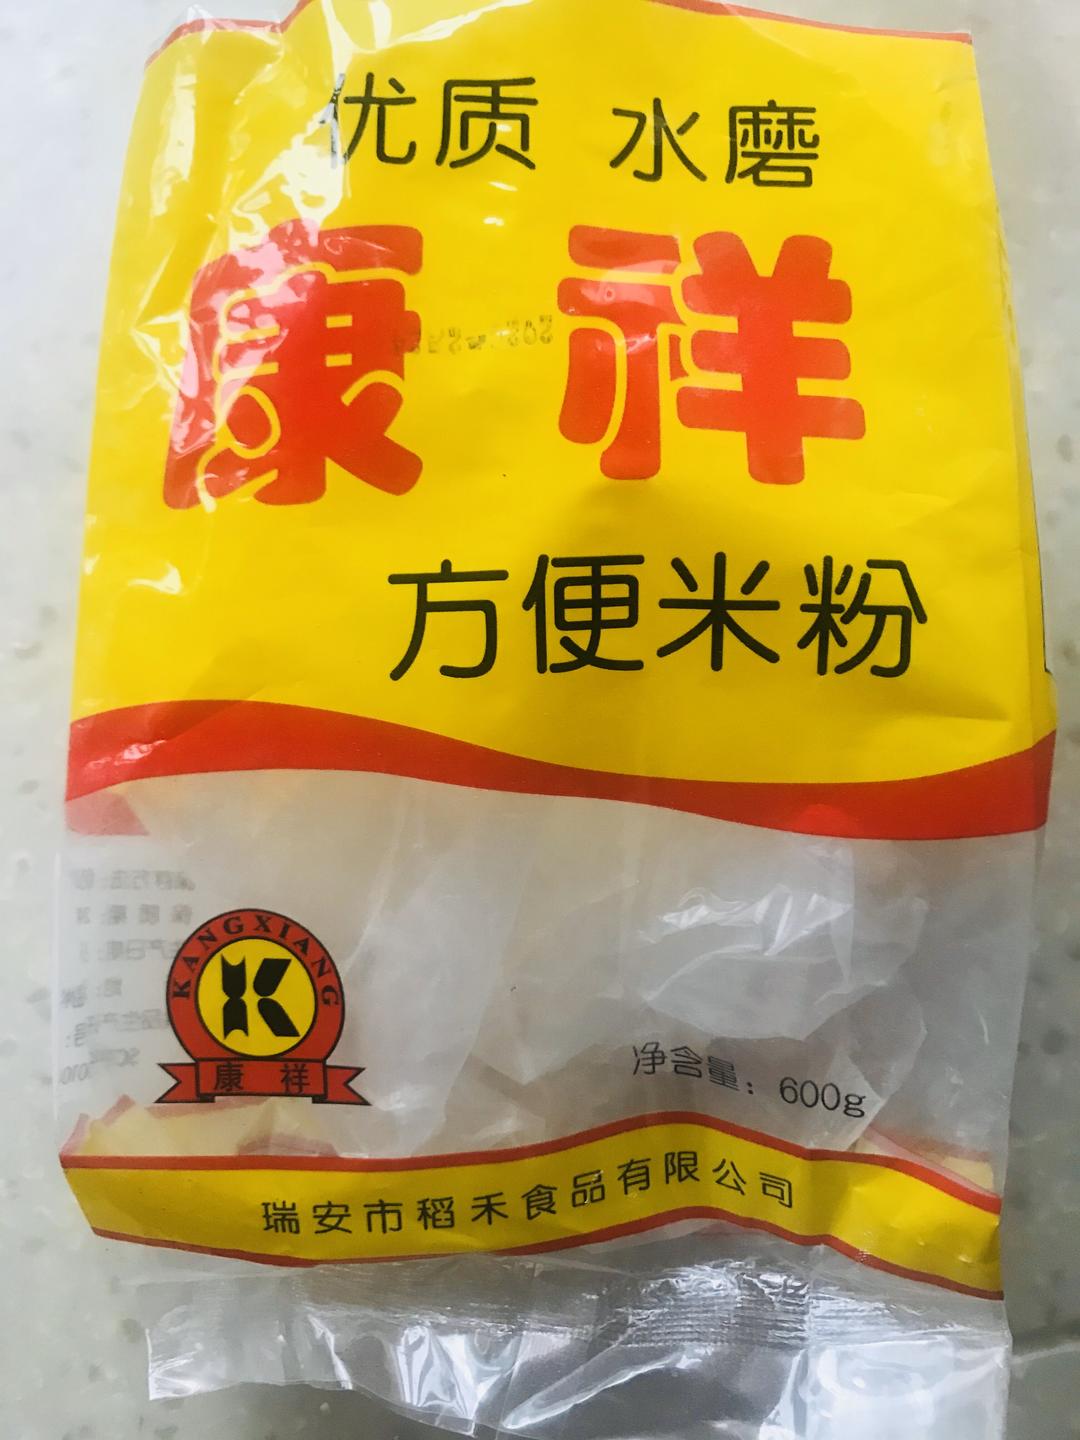 优质 水磨
康祥
方便米粉
KANGXIANG
K
康祥
净含量：600g
瑞安市稻禾食品有限公司